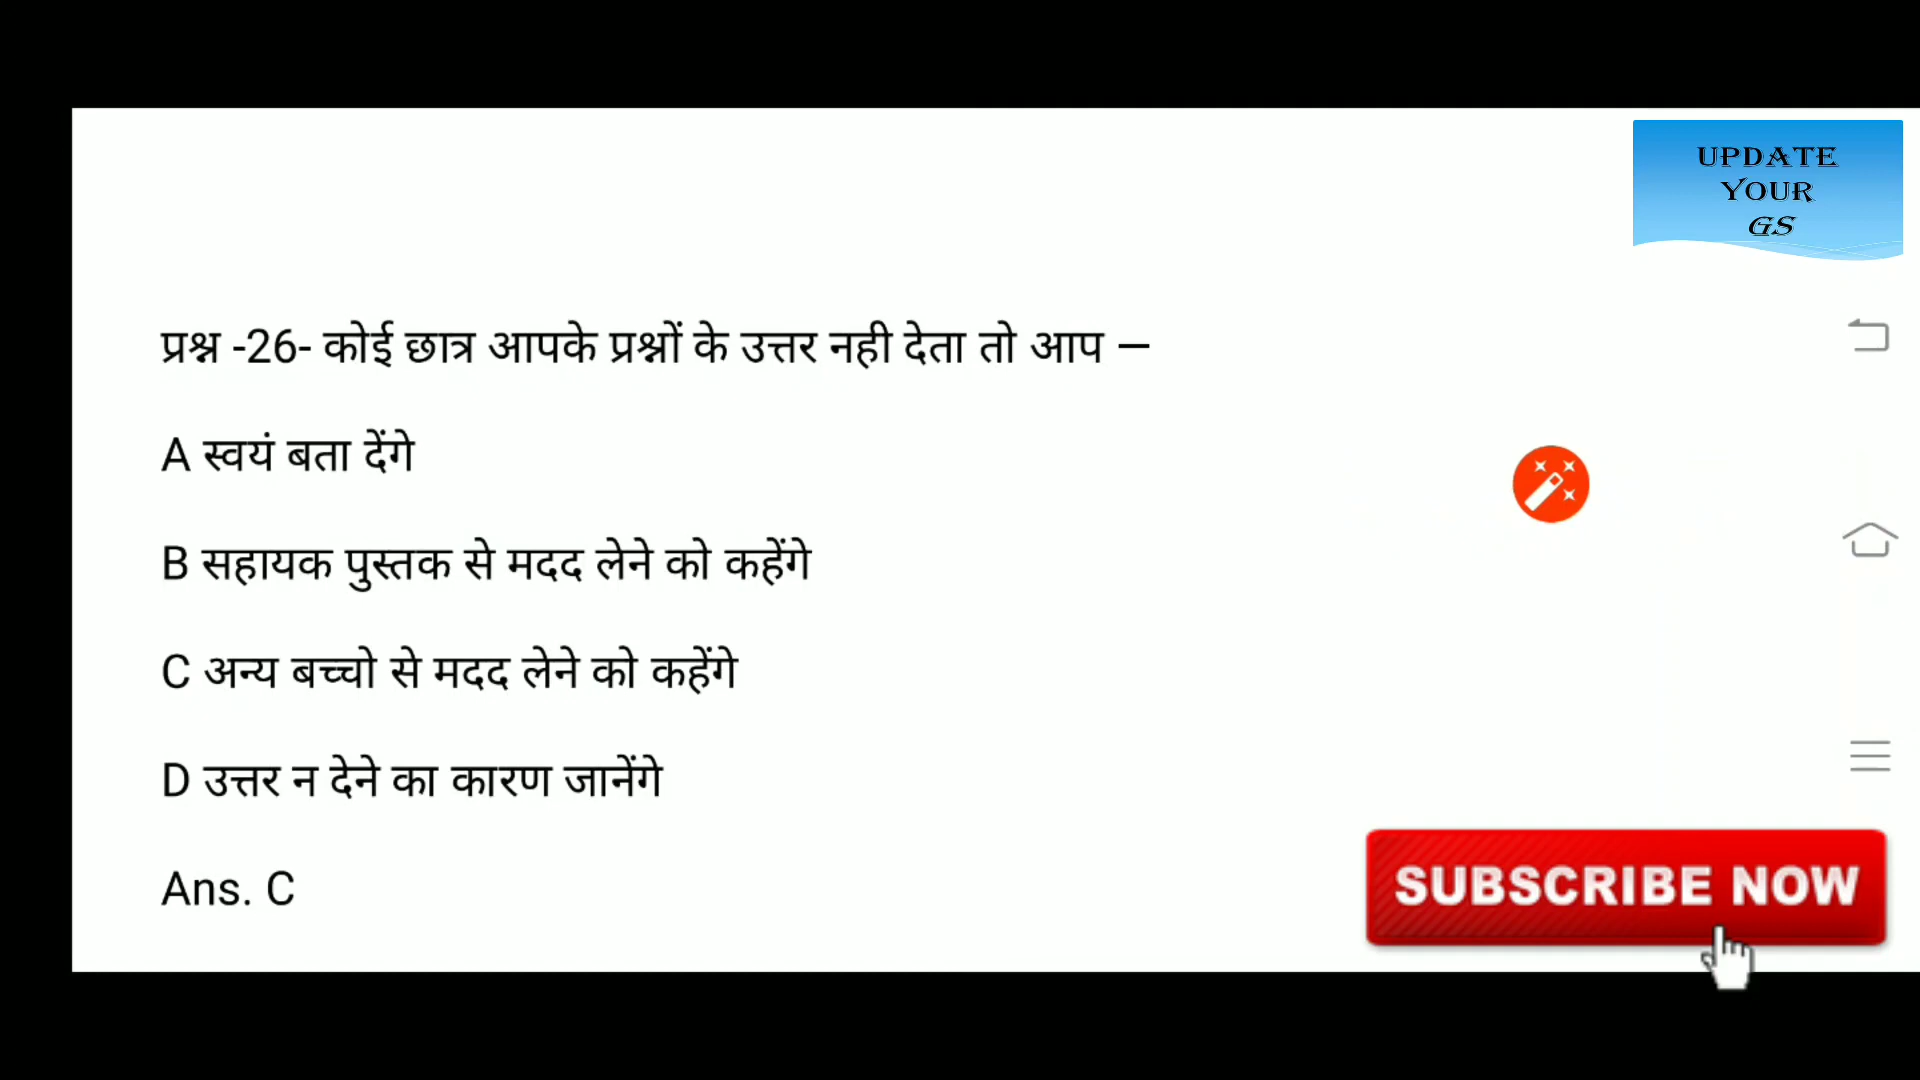 UPDATE
YOUR
GS
प्रश्न -26- कोई छात्र आपके प्रश्नों के उत्तर नही देता तो आप —
A स्वयं बता देंगे
B सहायक पुस्तक से मदद लेने को कहेंगे
C अन्य बच्चो से मदद लेने को कहेंगे
D उत्तर न देने का कारण जानेंगे
Ans. C
SUBSCRIBE NOW